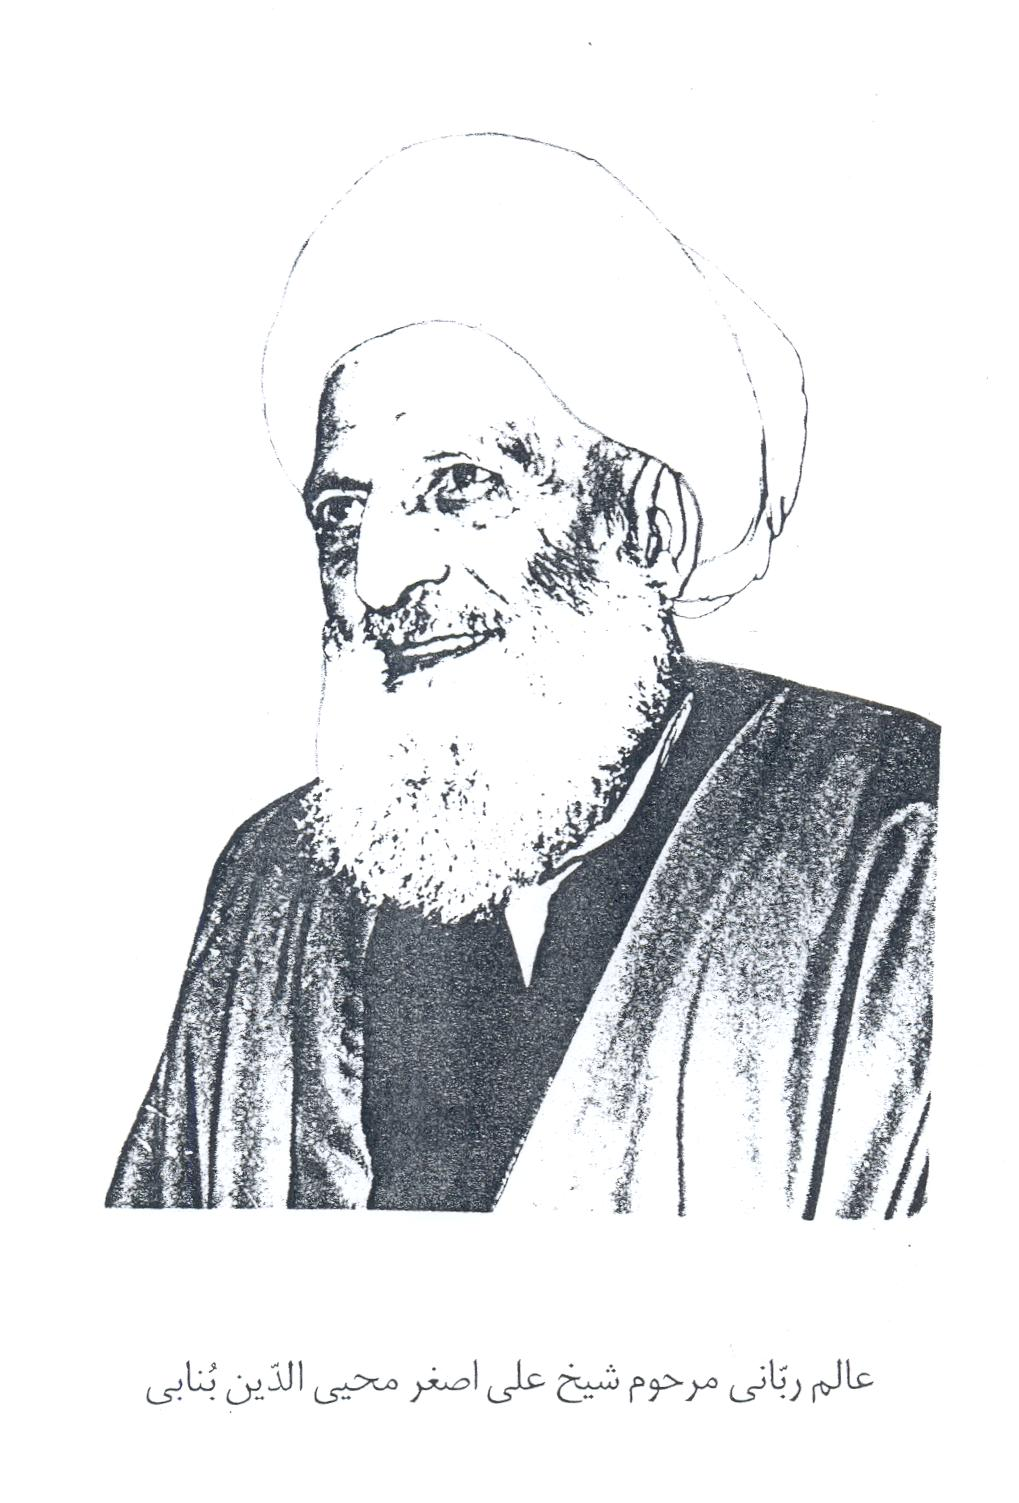 عالم ربّانی مرحوم شیخ علی اصغر محیی الدّین بُنابی